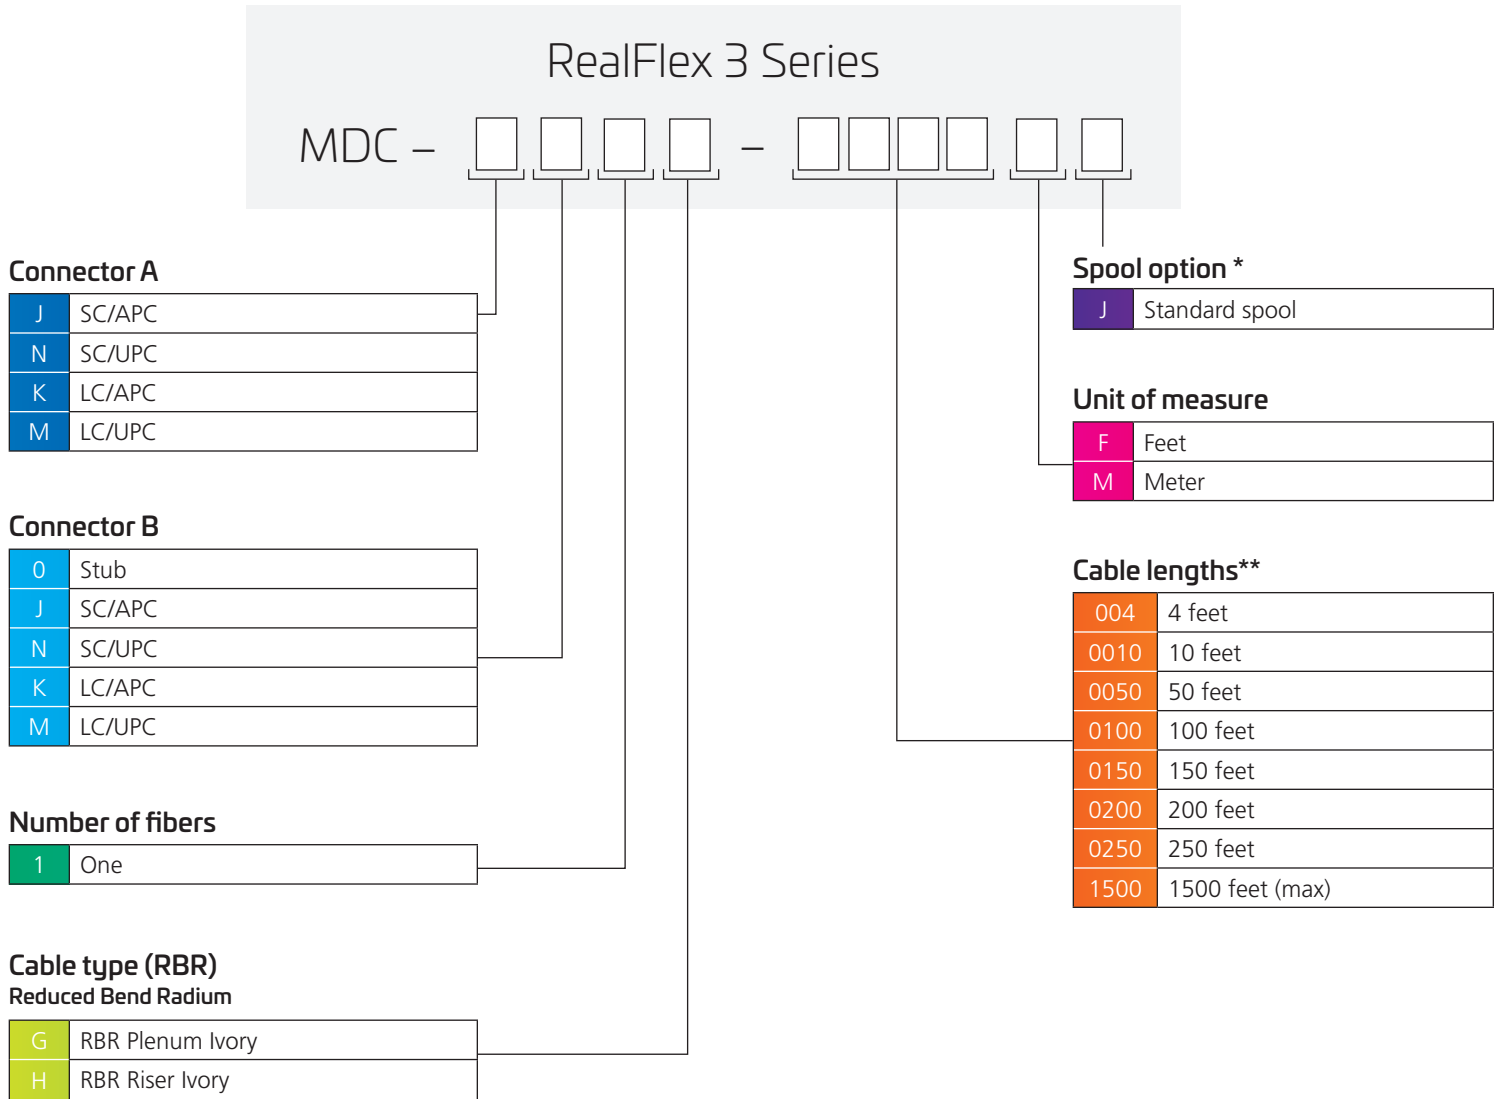 RealFlex 3 Series
MDC – –
Connector A
J SC/APC
N SC/UPC
K LC/APC
M LC/UPC
Connector B
0 Stub
J SC/APC
N SC/UPC
K LC/APC
M LC/UPC
Number of fibers
1 One
Cable type (RBR)
Reduced Bend Radium
G RBR Plenum Ivory
H RBR Riser Ivory
Spool option *
J Standard spool
Unit of measure
F Feet
M Meter
Cable lengths**
004 4 feet
0010 10 feet
0050 50 feet
0100 100 feet
0150 150 feet
0200 200 feet
0250 250 feet
1500 1500 feet (max)